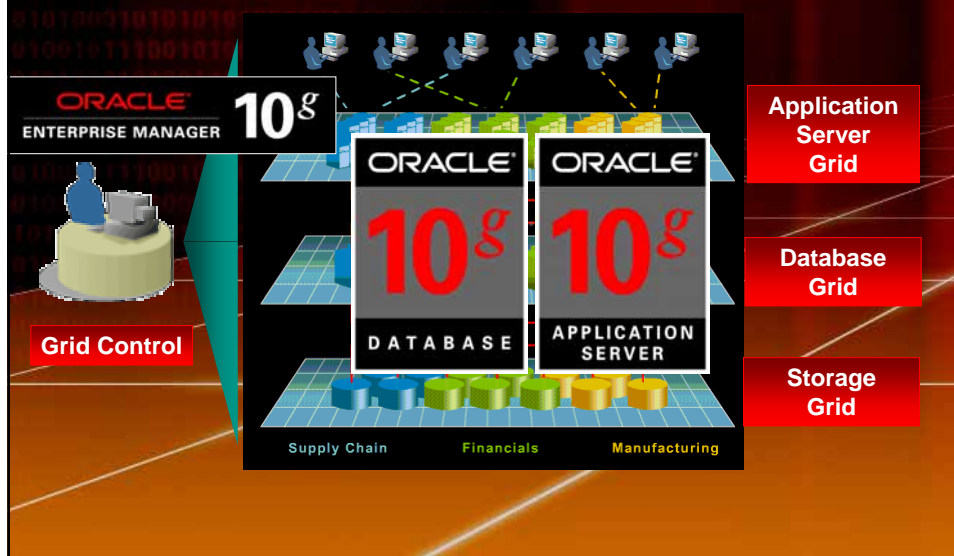 ORACLE
ENTERPRISE MANAGER
10g
Grid Control
ORACLE
10g
DATABASE
ORACLE
10g
APPLICATION
SERVER
Supply Chain
Financials
Manufacturing
Application
Server
Grid
Database
Grid
Storage
Grid